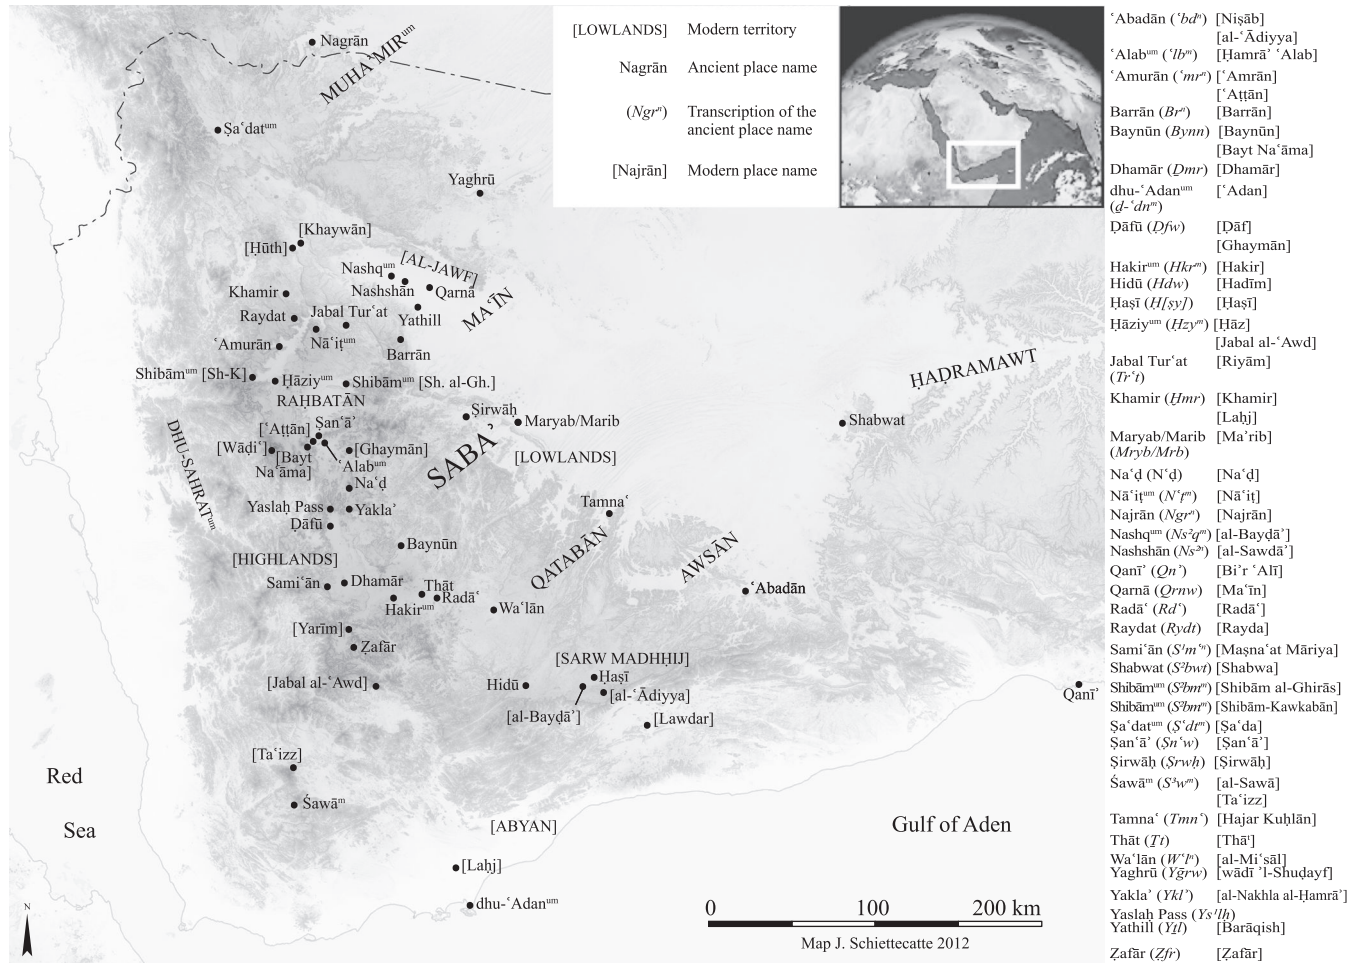 Nagrān
MUHAʾMIRᵘᵐ
Ṣaʿdatᵘᵐ
Yaghrū
[Khaywān]
[Ḥūth]
[AL-JAWF]
Nashqᵘᵐ
Nashshān
Qarnā
Khamir
MAʿĪN
Jabal Turʿat
Raydat
Yathill
Nāʿiṭᵘᵐ
ʿAmurān
Barrān
Shibāmᵘᵐ [Sh-K]
Ḥāziyᵘᵐ
Shibāmᵘᵐ [Sh. al-Gh.]
ḤAḌRAMAWT
RAḤBATĀN
Ṣirwāḥ
Maryab/Marib
Shabwat
Ṣanʿāʾ
[ʿAṭṭān]
[Wādiʿ]
[Bayt
Naʿāma]
[Ghaymān]
ʿAlabᵘᵐ
SABAʾ
[LOWLANDS]
DHU-SAHRATᵘᵐ
Naʿḍ
Yaslaḥ Pass
Yaklaʾ
Tamnaʿ
Ḍāfū
Baynūn
QATABĀN
AWSĀN
[HIGHLANDS]
Samiʿān
Dhamār
Thāt
Radāʿ
Hakirᵘᵐ
Waʿlān
ʿAbadān
[Yarīm]
Ẓafār
[SARW MADHḤIJ]
[Jabal al-ʿAwd]
Hidū
Ḥaṣī
[al-ʿĀdiyya]
[al-Bayḍāʾ]
[Lawdar]
Qanīʾ
[Taʿizz]
Śawāᵐ
Red
Sea
[ABYAN]
Gulf of Aden
[Laḥj]
dhu-ʿAdanᵘᵐ
N
0 100 200 km
Map J. Schiettecatte 2012
[LOWLANDS] Modern territory
Nagrān Ancient place name
(Ngrⁿ) Transcription of the
ancient place name
[Najrān] Modern place name
ʿAbadān (ʿbdⁿ) [Niṣāb]
[al-ʿĀdiyya]
ʿAlabᵘᵐ (ʿlbᵐ) [Ḥamrāʾ ʿAlab]
ʿAmurān (ʿmrⁿ) [ʿAmrān]
[ʿAṭṭān]
Barrān (Brⁿ) [Barrān]
Baynūn (Bynn) [Baynūn]
[Bayt Naʿāma]
Dhamār (Ḏmr) [Dhamār]
dhu-ʿAdanᵘᵐ [ʿAdan]
(ḏ-ʿdnᵐ)
Ḍāfū (Ḍfw) [Ḍāf]
[Ghaymān]
Hakirᵘᵐ (Hkrᵐ) [Hakir]
Hidū (Hdw) [Hadīm]
Ḥaṣī (Ḥ[ṣy]) [Ḥaṣī]
Ḥāziyᵘᵐ (Ḥzyᵐ) [Ḥāz]
[Jabal al-ʿAwd]
Jabal Turʿat [Riyām]
(Trʿt)
Khamir (Ḫmr) [Khamir]
[Laḥj]
Maryab/Marib [Maʾrib]
(Mryb/Mrb)
Naʿḍ (Nʿḍ) [Naʿḍ]
Nāʿiṭᵘᵐ (Nʿṭᵐ) [Nāʿiṭ]
Najrān (Ngrⁿ) [Najrān]
Nashqᵘᵐ (Ns²qᵐ) [al-Bayḍāʾ]
Nashshān (Ns²ⁿ) [al-Sawdāʾ]
Qanīʾ (Qnʾ) [Biʾr ʿAlī]
Qarnā (Qrnw) [Maʿīn]
Radāʿ (Rdʿ) [Radāʿ]
Raydat (Rydt) [Rayda]
Samiʿān (S¹mʿⁿ) [Maṣnaʿat Māriya]
Shabwat (S²bwt) [Shabwa]
Shibāmᵘᵐ (S²bmᵐ) [Shibām al-Ghirās]
Shibāmᵘᵐ (S²bmᵐ) [Shibām-Kawkabān]
Ṣaʿdatᵘᵐ (Ṣʿdtᵐ) [Ṣaʿda]
Ṣanʿāʾ (Ṣnʿw) [Ṣanʿāʾ]
Ṣirwāḥ (Ṣrwḥ) [Ṣirwāḥ]
Śawāᵐ (S³wᵐ) [al-Sawā]
[Taʿizz]
Tamnaʿ (Tmnʿ) [Hajar Kuḥlān]
Thāt (Ṯt) [Thāᵗ]
Waʿlān (Wʿlⁿ) [al-Miʿsāl]
Yaghrū (Yġrw) [wādī ʾl-Shuḍayf]
Yaklaʾ (Yklʾ) [al-Nakhla al-Ḥamrāʾ]
Yaslaḥ Pass (Ys¹lḥ)
Yathill (Yṯl) [Barāqish]
Ẓafār (Ẓfr) [Ẓafār]